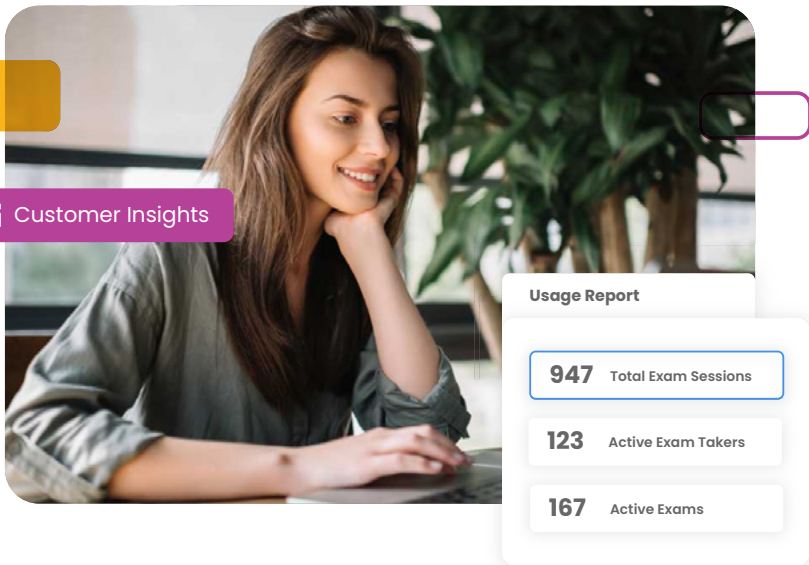 Customer Insights
Usage Report
947 Total Exam Sessions
123 Active Exam Takers
167 Active Exams